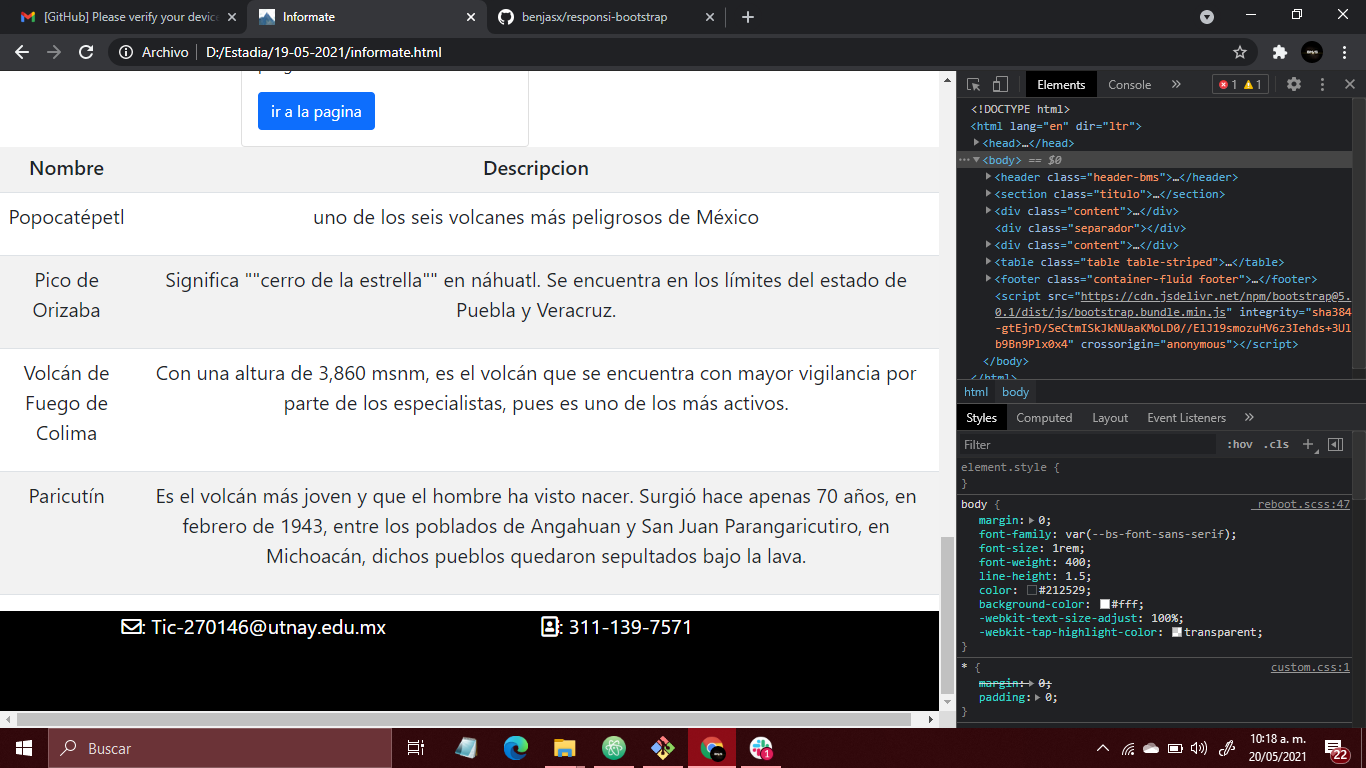 [GitHub] Please verify your device
Informate
benjasx/responsi-bootstrap
Archivo D:/Estadia/19-05-2021/informate.html
ir a la pagina
Nombre Descripcion
Popocatépetl uno de los seis volcanes más peligrosos de México
Pico de Orizaba
Significa ""cerro de la estrella"" en náhuatl. Se encuentra en los límites del estado de
Puebla y Veracruz.
Volcán de
Fuego de
Colima
Con una altura de 3,860 msnm, es el volcán que se encuentra con mayor vigilancia por
parte de los especialistas, pues es uno de los más activos.
Paricutín
Es el volcán más joven y que el hombre ha visto nacer. Surgió hace apenas 70 años, en
febrero de 1943, entre los poblados de Angahuan y San Juan Parangaricutiro, en
Michoacán, dichos pueblos quedaron sepultados bajo la lava.
: Tic-270146@utnay.edu.mx : 311-139-7571
Elements Console » 1 1
<!DOCTYPE html>
<html lang="en" dir="ltr">
<head>…</head>
<body> == $0
<header class="header-bms">…</header>
<section class="titulo">…</section>
<div class="content">…</div>
<div class="separador"></div>
<div class="content">…</div>
<table class="table table-striped">…</table>
<footer class="container-fluid footer">…</footer>
<script src="https://cdn.jsdelivr.net/npm/bootstrap@5.
0.1/dist/js/bootstrap.bundle.min.js" integrity="sha384
-gtEjrD/SeCtmISkJkNUaaKMoLD0//ElJ19smozuHV6z3Iehds+3Ul
b9Bn9Plx0x4" crossorigin="anonymous"></script>
</body>
</html>
html body
Styles Computed Layout Event Listeners »
Filter :hov .cls +
element.style {
}
body { _reboot.scss:47
margin: 0;
font-family: var(--bs-font-sans-serif);
font-size: 1rem;
font-weight: 400;
line-height: 1.5;
color: #212529;
background-color: #fff;
-webkit-text-size-adjust: 100%;
-webkit-tap-highlight-color: transparent;
}
* { custom.css:1
margin: 0;
padding: 0;
}
Buscar
1
10:18 a. m.
20/05/2021
22